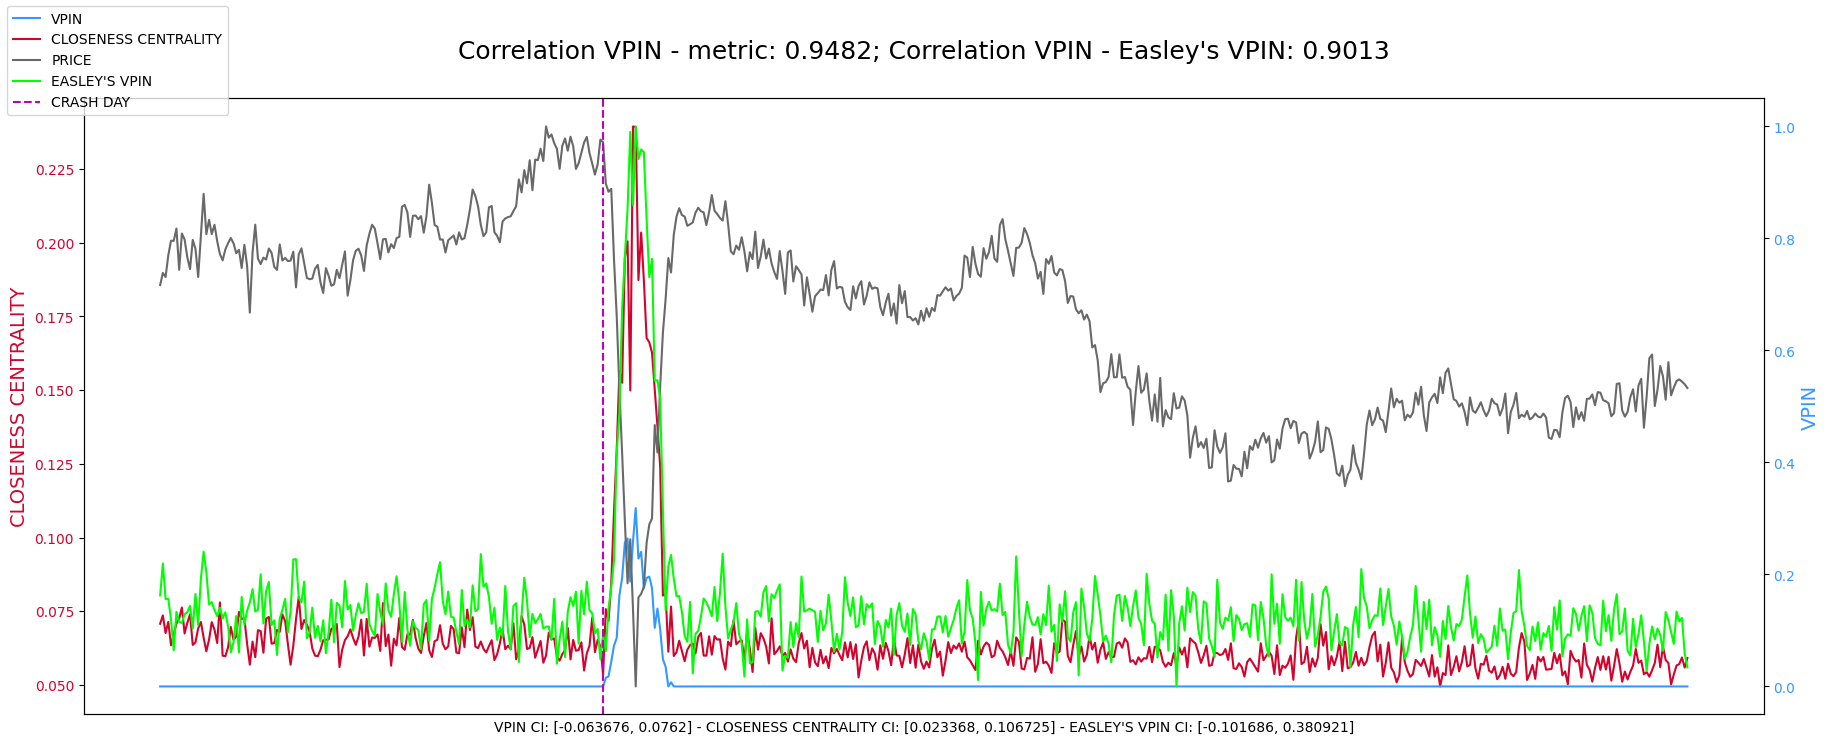 VPIN
CLOSENESS CENTRALITY
PRICE
EASLEY'S VPIN
CRASH DAY
Correlation VPIN - metric: 0.9482; Correlation VPIN - Easley's VPIN: 0.9013
CLOSENESS CENTRALITY
0.225
0.200
0.175
0.150
0.125
0.100
0.075
0.050
1.0
0.8
0.6
0.4
0.2
0.0
VPIN
VPIN CI: [-0.063676, 0.0762] - CLOSENESS CENTRALITY CI: [0.023368, 0.106725] - EASLEY'S VPIN CI: [-0.101686, 0.380921]